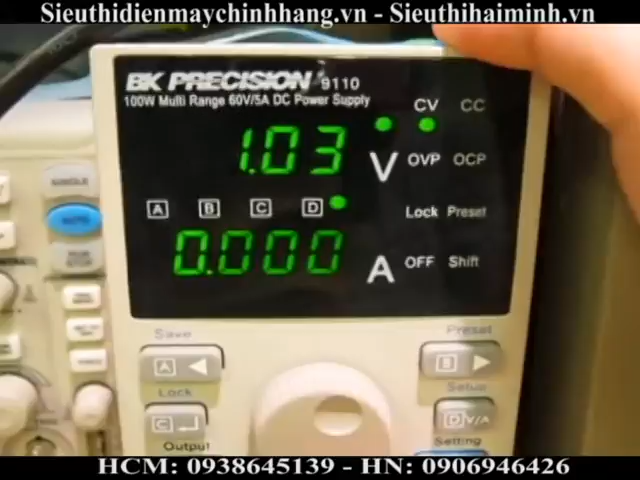 Sieuthidienmaychinhhang.vn - Sieuthihaiminh.vn
BK PRECISION 9110
100W Multi Range 60V/5A DC Power Supply
CV CC
1.03 V
OVP OCP
A B C D
Lock Preset
0.000 A
OFF Shift
SINGLE
Save
Preset
A
B
Lock
Setup
C
D V/A
Output
Setting
HCM: 0938645139 - HN: 0906946426